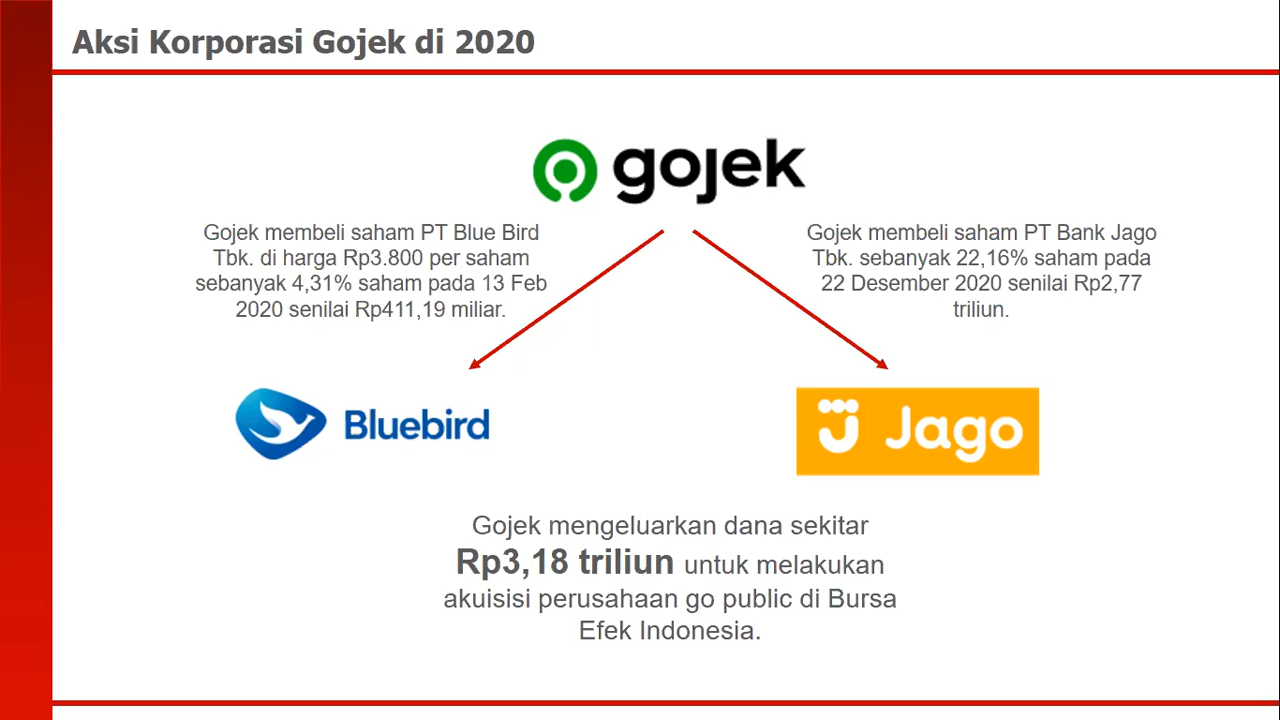 Aksi Korporasi Gojek di 2020
gojek
Gojek membeli saham PT Blue Bird
Tbk. di harga Rp3.800 per saham
sebanyak 4,31% saham pada 13 Feb
2020 senilai Rp411,19 miliar.
Gojek membeli saham PT Bank Jago
Tbk. sebanyak 22,16% saham pada
22 Desember 2020 senilai Rp2,77
triliun.
Bluebird
Jago
Gojek mengeluarkan dana sekitar
Rp3,18 triliun untuk melakukan
akuisisi perusahaan go public di Bursa
Efek Indonesia.